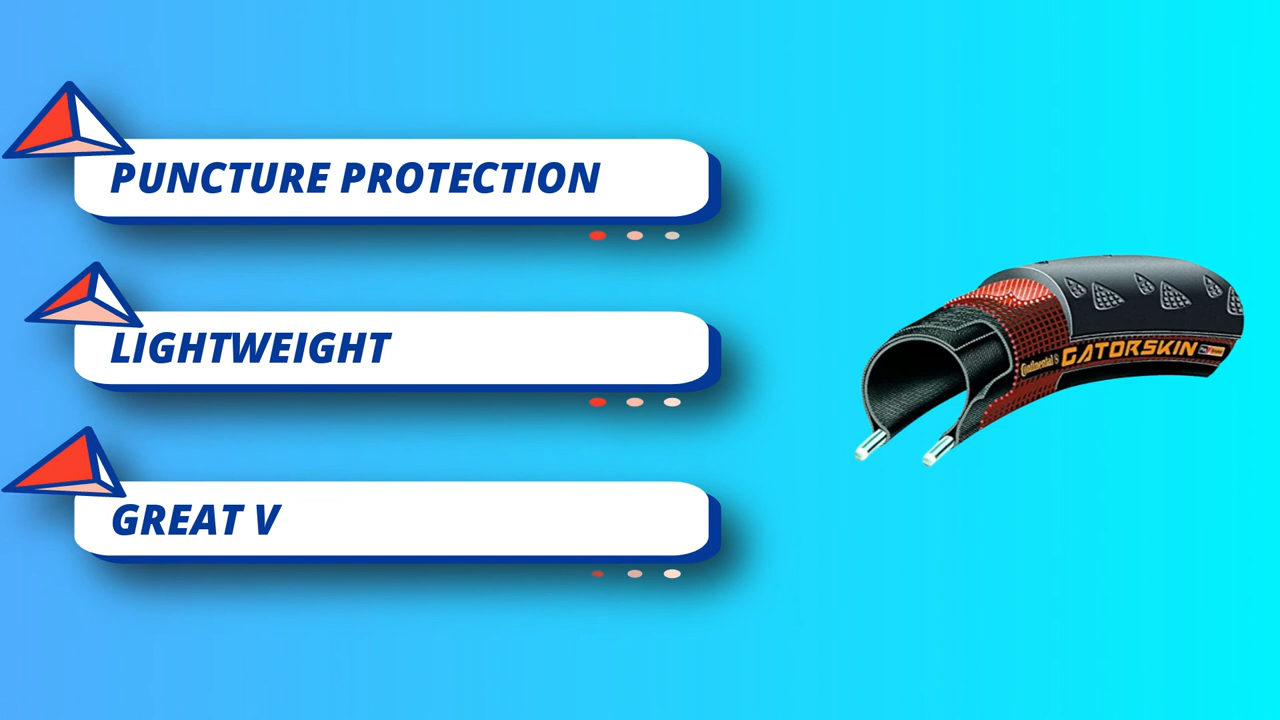 PUNCTURE PROTECTION
LIGHTWEIGHT
GREAT V
Continental GATORSKIN